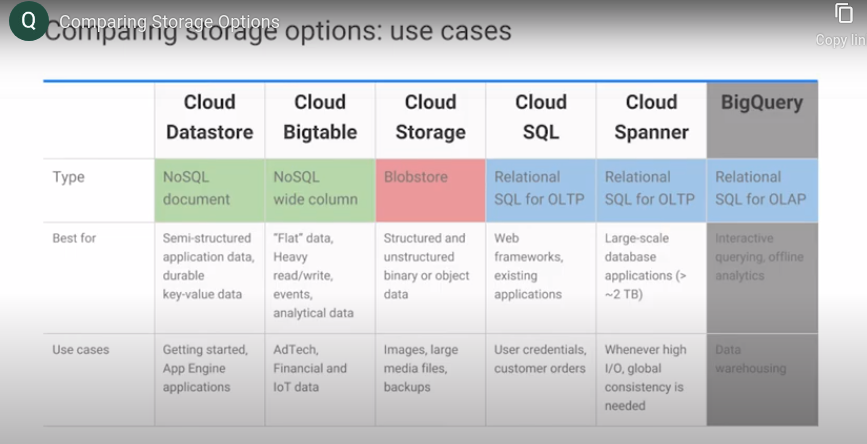 Q
Comparing Storage Options
Comparing storage options: use cases
Copy lin
Cloud Datastore
Cloud Bigtable
Cloud Storage
Cloud SQL
Cloud Spanner
BigQuery
Type
NoSQL
document
NoSQL
wide column
Blobstore
Relational
SQL for OLTP
Relational
SQL for OLTP
Relational
SQL for OLAP
Best for
Semi-structured
application data,
durable
key-value data
“Flat” data,
Heavy
read/write,
events,
analytical data
Structured and
unstructured
binary or object
data
Web
frameworks,
existing
applications
Large-scale
database
applications (>
~2 TB)
Interactive
querying, offline
analytics
Use cases
Getting started,
App Engine
applications
AdTech,
Financial and
IoT data
Images, large
media files,
backups
User credentials,
customer orders
Whenever high
I/O, global
consistency is
needed
Data
warehousing